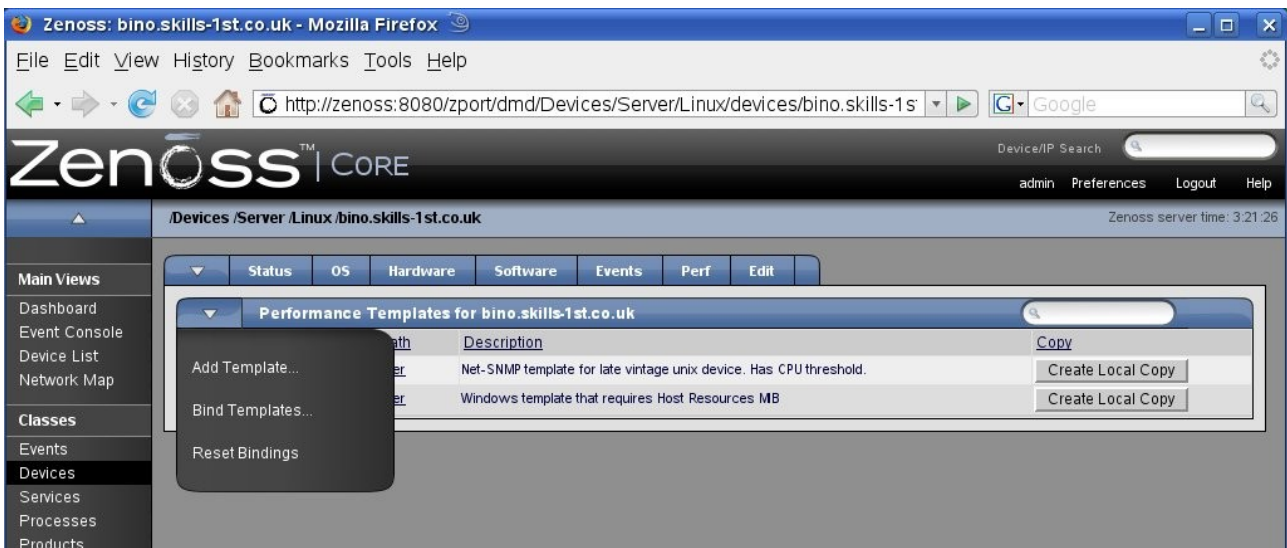 Zenoss: bino.skills-1st.co.uk - Mozilla Firefox
File Edit View History Bookmarks Tools Help
http://zenoss:8080/zport/dmd/Devices/Server/Linux/devices/bino.skills-1s
G Google
Zenoss™ | CORE
Device/IP Search
admin Preferences Logout Help
/Devices /Server /Linux /bino.skills-1st.co.uk
Zenoss server time: 3:21:26
Main Views
Dashboard
Event Console
Device List
Network Map
Classes
Events
Devices
Services
Processes
Products
Status OS Hardware Software Events Perf Edit
Performance Templates for bino.skills-1st.co.uk
Add Template...
Bind Templates...
Reset Bindings
ath Description Copy
er Net-SNMP template for late vintage unix device. Has CPU threshold. Create Local Copy
er Windows template that requires Host Resources MIB Create Local Copy